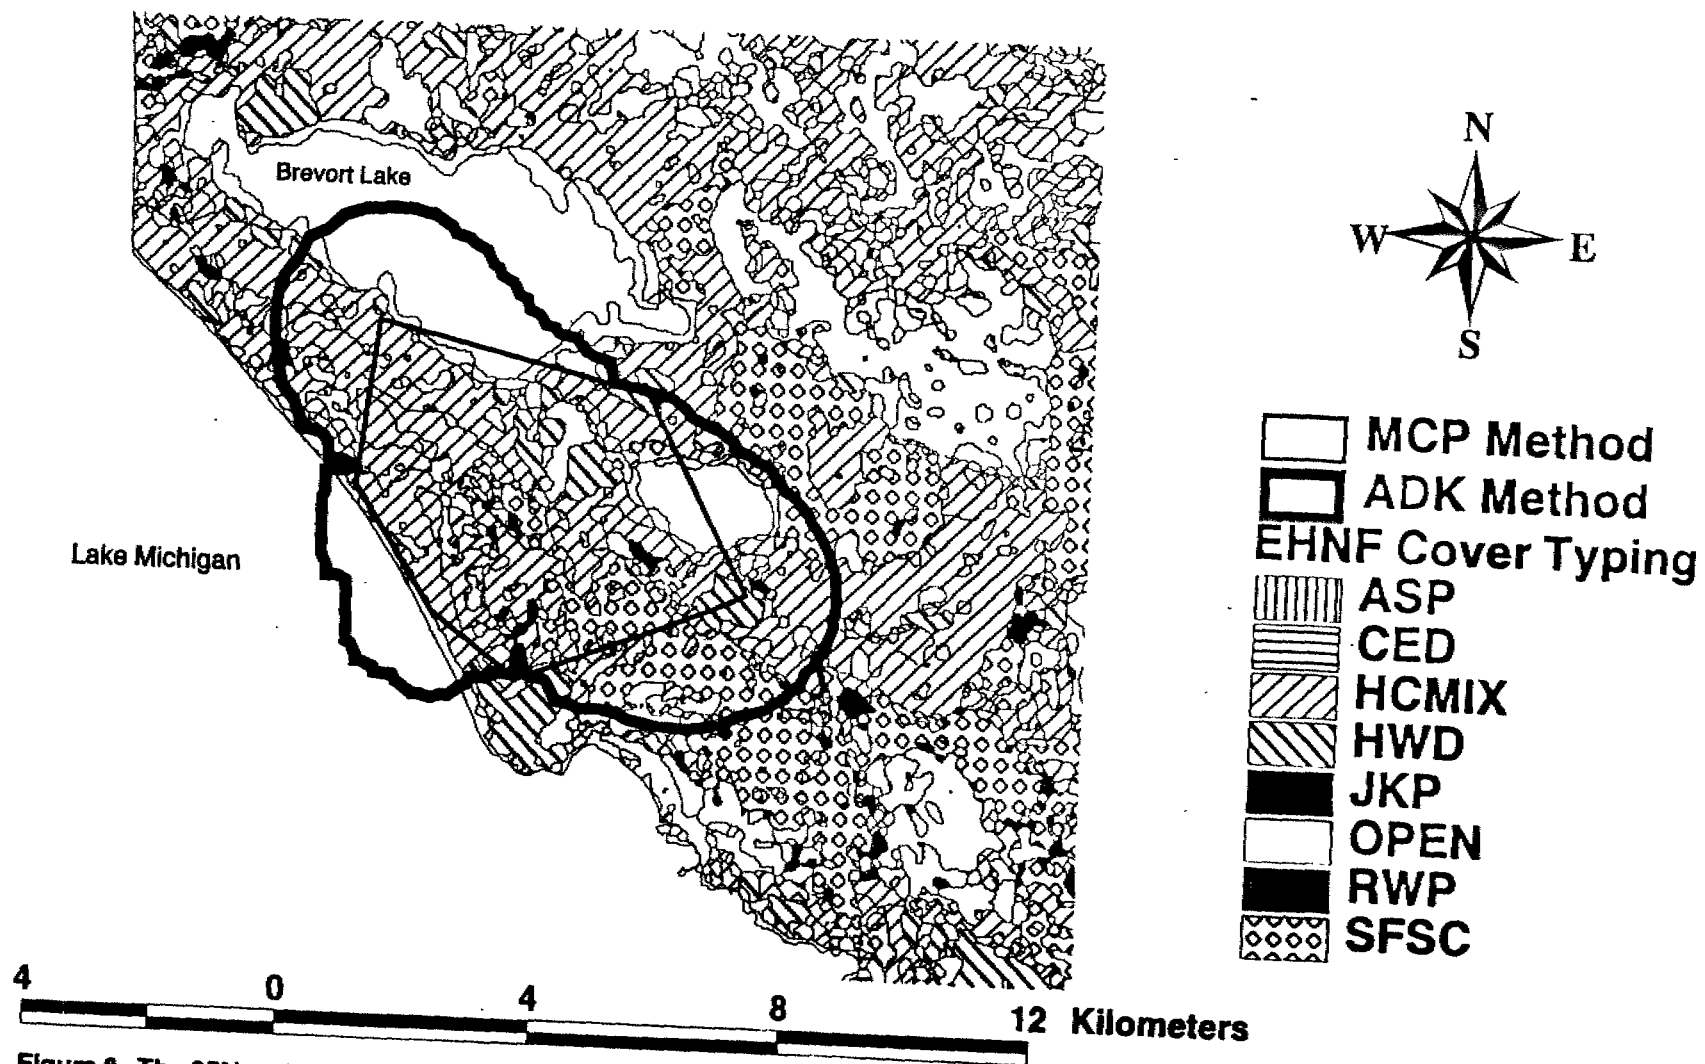 Brevort Lake
N
W E
S
MCP Method
ADK Method
EHNF Cover Typing
ASP
CED
Lake Michigan
HCMIX
HWD
JKP
OPEN
RWP
SFSC
4 0 4 8 12 Kilometers